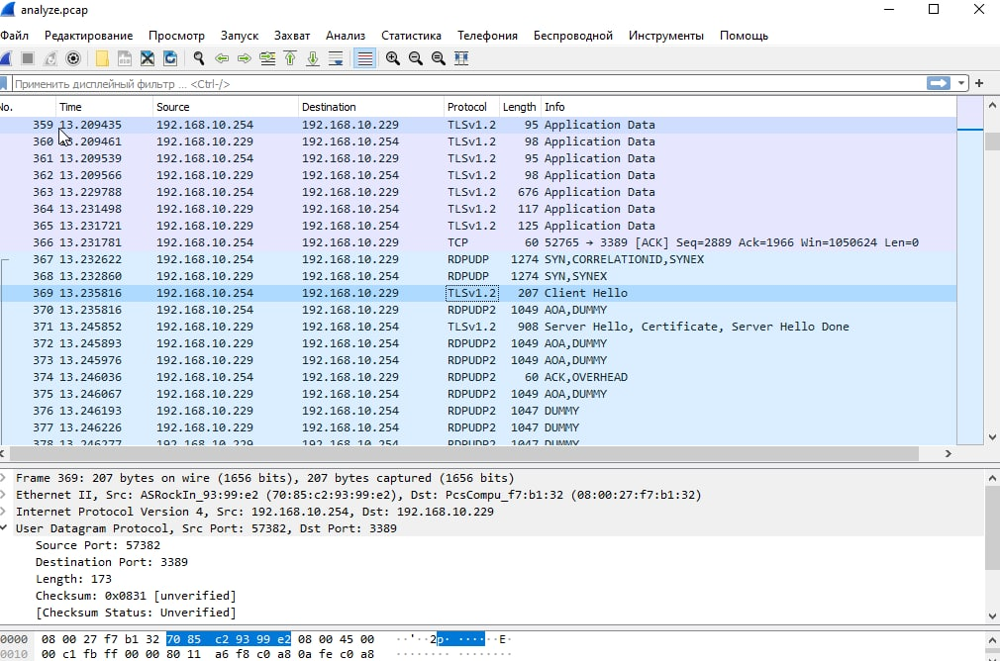 analyze.pcap
Файл Редактирование Просмотр Запуск Захват Анализ Статистика Телефония Беспроводной Инструменты Помощь
Применить дисплейный фильтр ... <Ctrl-/>
No. Time Source Destination Protocol Length Info
359 13.209435 192.168.10.254 192.168.10.229 TLSv1.2 95 Application Data
360 13.209461 192.168.10.229 192.168.10.254 TLSv1.2 98 Application Data
361 13.209539 192.168.10.254 192.168.10.229 TLSv1.2 95 Application Data
362 13.209566 192.168.10.229 192.168.10.254 TLSv1.2 98 Application Data
363 13.229788 192.168.10.254 192.168.10.229 TLSv1.2 676 Application Data
364 13.231498 192.168.10.229 192.168.10.254 TLSv1.2 117 Application Data
365 13.231721 192.168.10.229 192.168.10.254 TLSv1.2 125 Application Data
366 13.231781 192.168.10.254 192.168.10.229 TCP 60 52765 → 3389 [ACK] Seq=2889 Ack=1966 Win=1050624 Len=0
367 13.232622 192.168.10.254 192.168.10.229 RDPUDP 1274 SYN,CORRELATIONID,SYNEX
368 13.232860 192.168.10.229 192.168.10.254 RDPUDP 1274 SYN,SYNEX
369 13.235816 192.168.10.254 192.168.10.229 TLSv1.2 207 Client Hello
370 13.235816 192.168.10.254 192.168.10.229 RDPUDP2 1049 AOA,DUMMY
371 13.245852 192.168.10.229 192.168.10.254 TLSv1.2 908 Server Hello, Certificate, Server Hello Done
372 13.245893 192.168.10.229 192.168.10.254 RDPUDP2 1049 AOA,DUMMY
373 13.245976 192.168.10.229 192.168.10.254 RDPUDP2 1049 AOA,DUMMY
374 13.246036 192.168.10.254 192.168.10.229 RDPUDP2 60 ACK,OVERHEAD
375 13.246067 192.168.10.229 192.168.10.254 RDPUDP2 1049 AOA,DUMMY
376 13.246193 192.168.10.229 192.168.10.254 RDPUDP2 1047 DUMMY
377 13.246226 192.168.10.229 192.168.10.254 RDPUDP2 1047 DUMMY
378 13.246277 192.168.10.229 192.168.10.254 RDPUDP2 1047 DUMMY
Frame 369: 207 bytes on wire (1656 bits), 207 bytes captured (1656 bits)
Ethernet II, Src: ASRockIn_93:99:e2 (70:85:c2:93:99:e2), Dst: PcsCompu_f7:b1:32 (08:00:27:f7:b1:32)
Internet Protocol Version 4, Src: 192.168.10.254, Dst: 192.168.10.229
User Datagram Protocol, Src Port: 57382, Dst Port: 3389
Source Port: 57382
Destination Port: 3389
Length: 173
Checksum: 0x0831 [unverified]
[Checksum Status: Unverified]
0000 08 00 27 f7 b1 32 70 85 c2 93 99 e2 08 00 45 00 ··'··2p· ······E·
0010 00 c1 fb ff 00 00 80 11 a6 f8 c0 a8 0a fe c0 a8 ········ ········